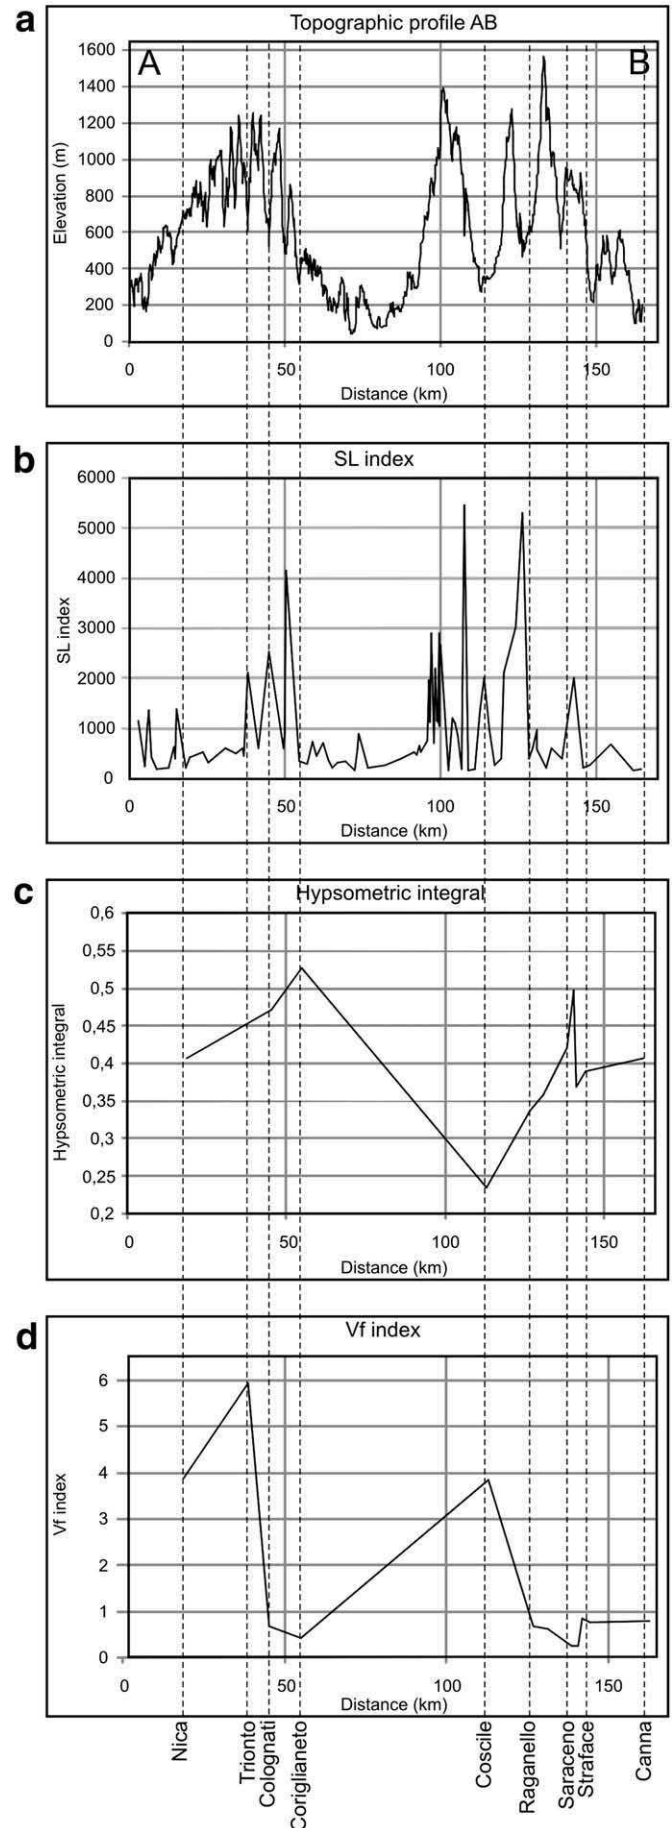 a
Topographic profile AB
1600
A
B
1400
1200
1000
800
600
400
200
0
Elevation (m)
0 50 100 150
Distance (km)
b
SL index
6000
5000
4000
3000
2000
1000
0
SL index
0 50 100 150
Distance (km)
c
Hypsometric integral
0,6
0,55
0,5
0,45
0,4
0,35
0,3
0,25
0,2
Hypsometric integral
0 50 100 150
Distance (km)
d
Vf index
6
5
4
3
2
1
0
Vf index
0 50 100 150
Distance (km)
Nica
Trionto
Colognati
Coriglianeto
Coscile
Raganello
Saraceno
Straface
Canna